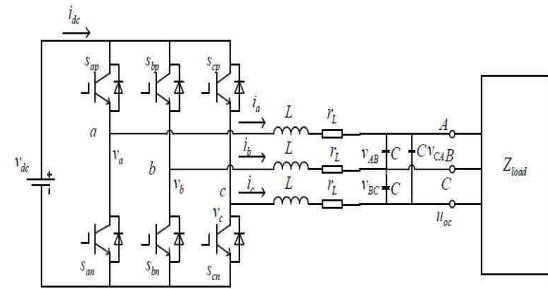 i_dc
s_ap s_bp s_cp
i_a L r_L A
a
v_a
i_b L r_L v_AB C C v_CA B
v_dc b Z_load
v_b
i_c L r_L v_BC C C
c
v_c u_oc
s_an s_bn s_cn